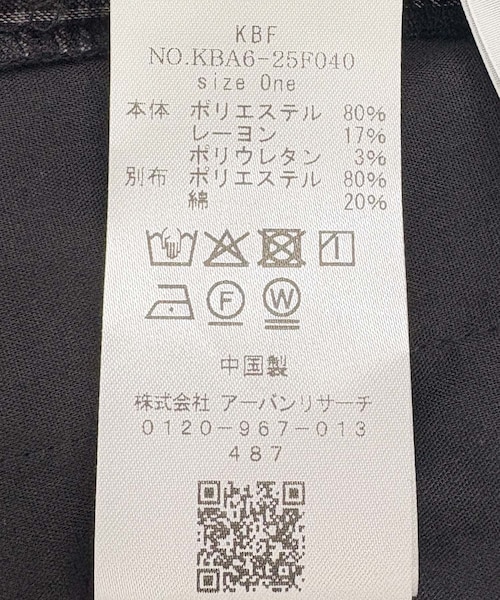 KBF
NO.KBA6-25F040
size One
本体 ポリエステル 80%
レーヨン 17%
ポリウレタン 3%
別布 ポリエステル 80%
綿 20%
F W
中国製
株式会社 アーバンリサーチ
0120-967-013
487